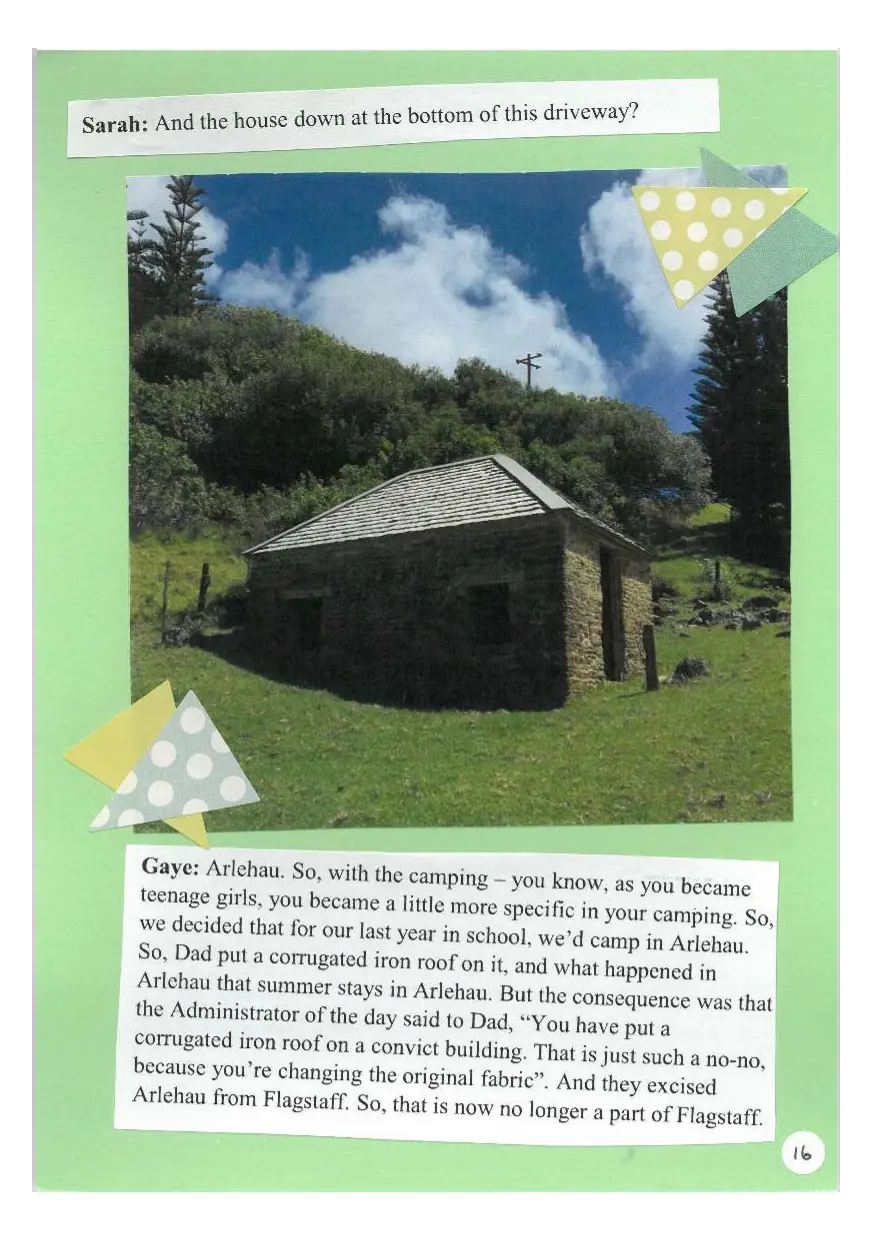 Sarah: And the house down at the bottom of this driveway?
Gaye: Arlehau. So, with the camping – you know, as you became
teenage girls, you became a little more specific in your camping. So,
we decided that for our last year in school, we'd camp in Arlehau.
So, Dad put a corrugated iron roof on it, and what happened in
Arlehau that summer stays in Arlehau. But the consequence was that
the Administrator of the day said to Dad, “You have put a
corrugated iron roof on a convict building. That is just such a no-no,
because you're changing the original fabric”. And they excised
Arlehau from Flagstaff. So, that is now no longer a part of Flagstaff.
16